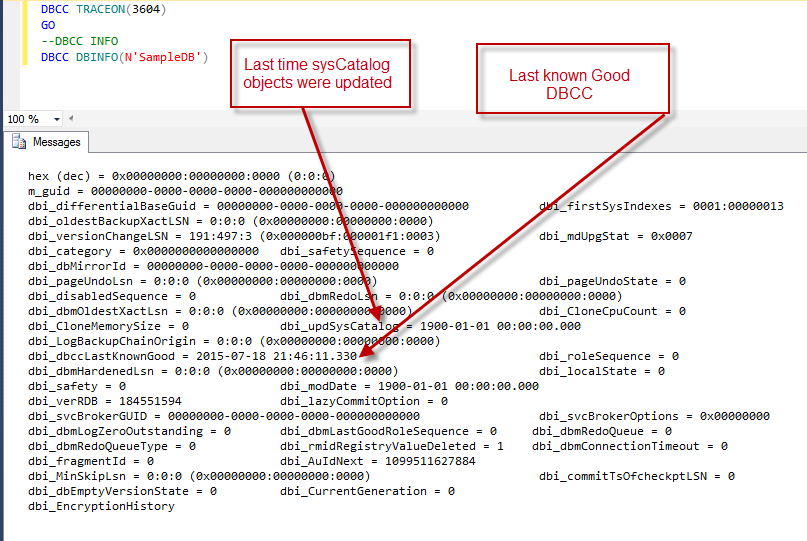 DBCC TRACEON(3604)
GO
--DBCC INFO
DBCC DBINFO(N'SampleDB')
Last time sysCatalog
objects were updated
Last known Good
DBCC
100 %
Messages
hex (dec) = 0x00000000:00000000:0000 (0:0:0)
m_guid = 00000000-0000-0000-0000-000000000000
dbi_differentialBaseGuid = 00000000-0000-0000-0000-000000000000 dbi_firstSysIndexes = 0001:00000013
dbi_oldestBackupXactLSN = 0:0:0 (0x00000000:00000000:0000)
dbi_versionChangeLSN = 191:497:3 (0x000000bf:000001f1:0003) dbi_mdUpgStat = 0x0007
dbi_category = 0x0000000000000000 dbi_safetySequence = 0
dbi_dbMirrorId = 00000000-0000-0000-0000-000000000000
dbi_pageUndoLsn = 0:0:0 (0x00000000:00000000:0000) dbi_pageUndoState = 0
dbi_disabledSequence = 0 dbi_dbmRedoLsn = 0:0:0 (0x00000000:00000000:0000)
dbi_dbmOldestXactLsn = 0:0:0 (0x00000000:00000000:0000) dbi_CloneCpuCount = 0
dbi_CloneMemorySize = 0 dbi_updSysCatalog = 1900-01-01 00:00:00.000
dbi_LogBackupChainOrigin = 0:0:0 (0x00000000:00000000:0000)
dbi_dbccLastKnownGood = 2015-07-18 21:46:11.330 dbi_roleSequence = 0
dbi_dbmHardenedLsn = 0:0:0 (0x00000000:00000000:0000) dbi_localState = 0
dbi_safety = 0 dbi_modDate = 1900-01-01 00:00:00.000
dbi_verRDB = 184551594 dbi_lazyCommitOption = 0
dbi_svcBrokerGUID = 00000000-0000-0000-0000-000000000000 dbi_svcBrokerOptions = 0x00000000
dbi_dbmLogZeroOutstanding = 0 dbi_dbmLastGoodRoleSequence = 0 dbi_dbmRedoQueue = 0
dbi_dbmRedoQueueType = 0 dbi_rmidRegistryValueDeleted = 1 dbi_dbmConnectionTimeout = 0
dbi_fragmentId = 0 dbi_AuIdNext = 1099511627884
dbi_MinSkipLsn = 0:0:0 (0x00000000:00000000:0000) dbi_commitTsOfcheckptLSN = 0
dbi_dbEmptyVersionState = 0 dbi_CurrentGeneration = 0
dbi_EncryptionHistory